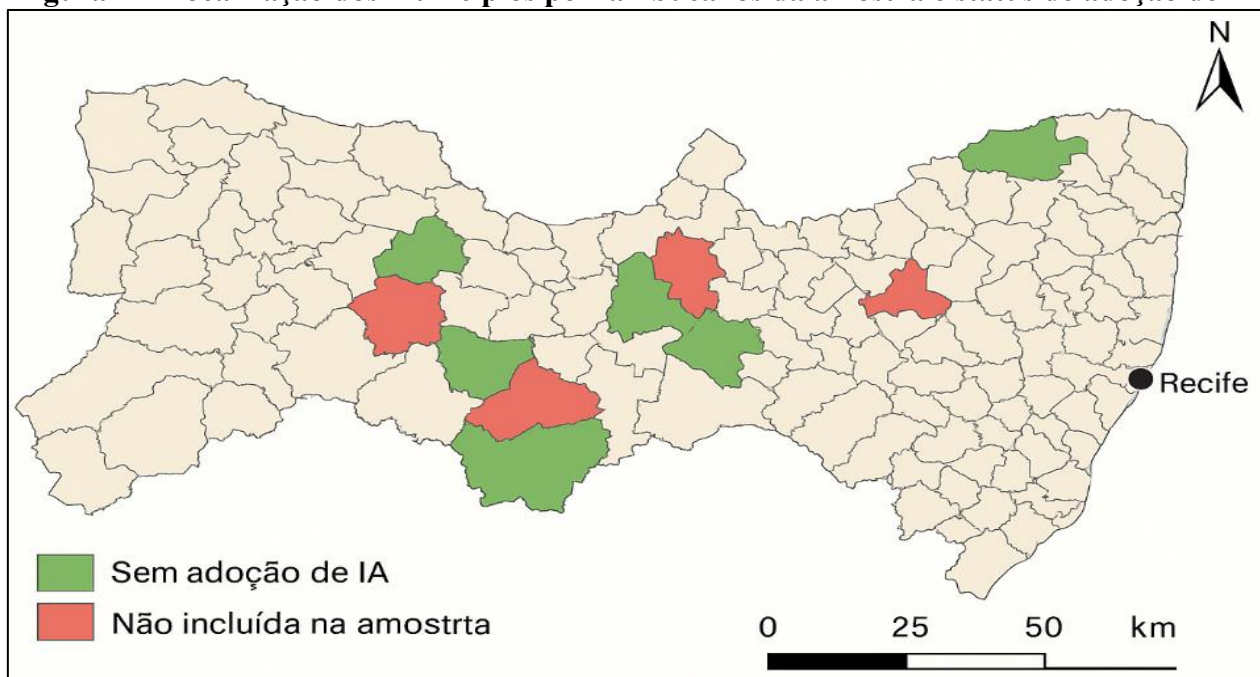 N
Recife
Sem adoção de IA
Não incluída na amostrta
0 25 50 km